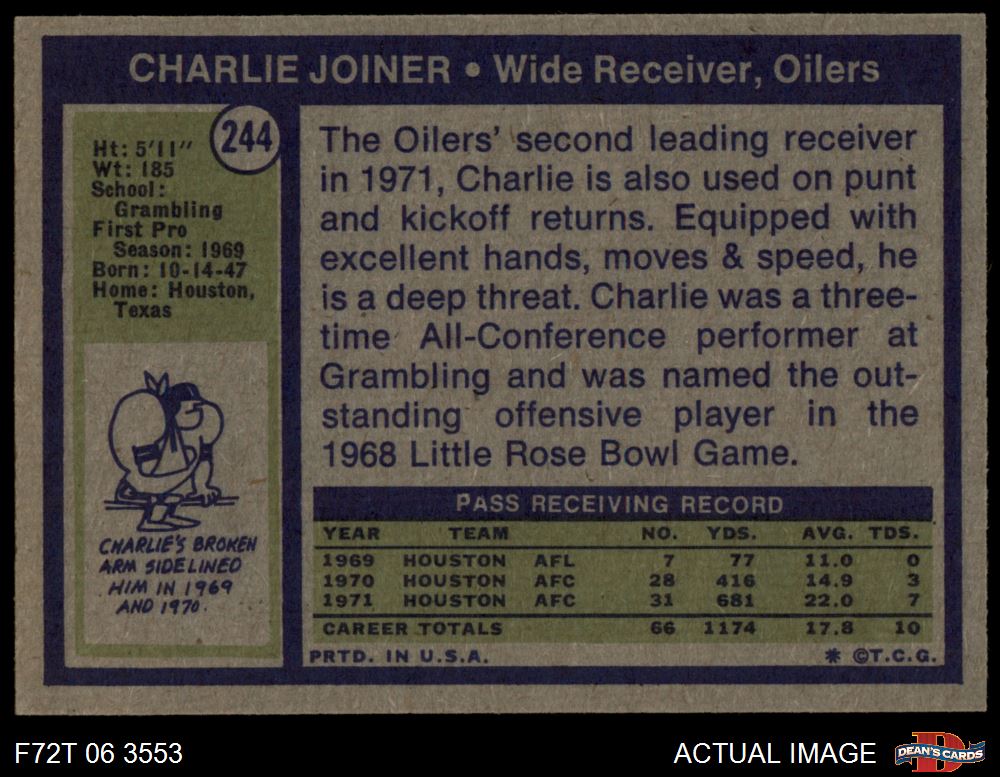 CHARLIE JOINER • Wide Receiver, Oilers
244
Ht: 5'11"
Wt: 185
School:
Grambling
First Pro
Season: 1969
Born: 10-14-47
Home: Houston,
Texas
CHARLIE'S BROKEN
ARM SIDELINED
HIM IN 1969
AND 1970.
The Oilers' second leading receiver
in 1971, Charlie is also used on punt
and kickoff returns. Equipped with
excellent hands, moves & speed, he
is a deep threat. Charlie was a three-
time All-Conference performer at
Grambling and was named the out-
standing offensive player in the
1968 Little Rose Bowl Game.
PASS RECEIVING RECORD
YEAR TEAM NO. YDS. AVG. TDS.
1969 HOUSTON AFL 7 77 11.0 0
1970 HOUSTON AFC 28 416 14.9 3
1971 HOUSTON AFC 31 681 22.0 7
CAREER TOTALS 66 1174 17.8 10
PRTD. IN U.S.A. * ©T.C.G.
F72T 06 3553 ACTUAL IMAGE
D
DEAN'S CARDS